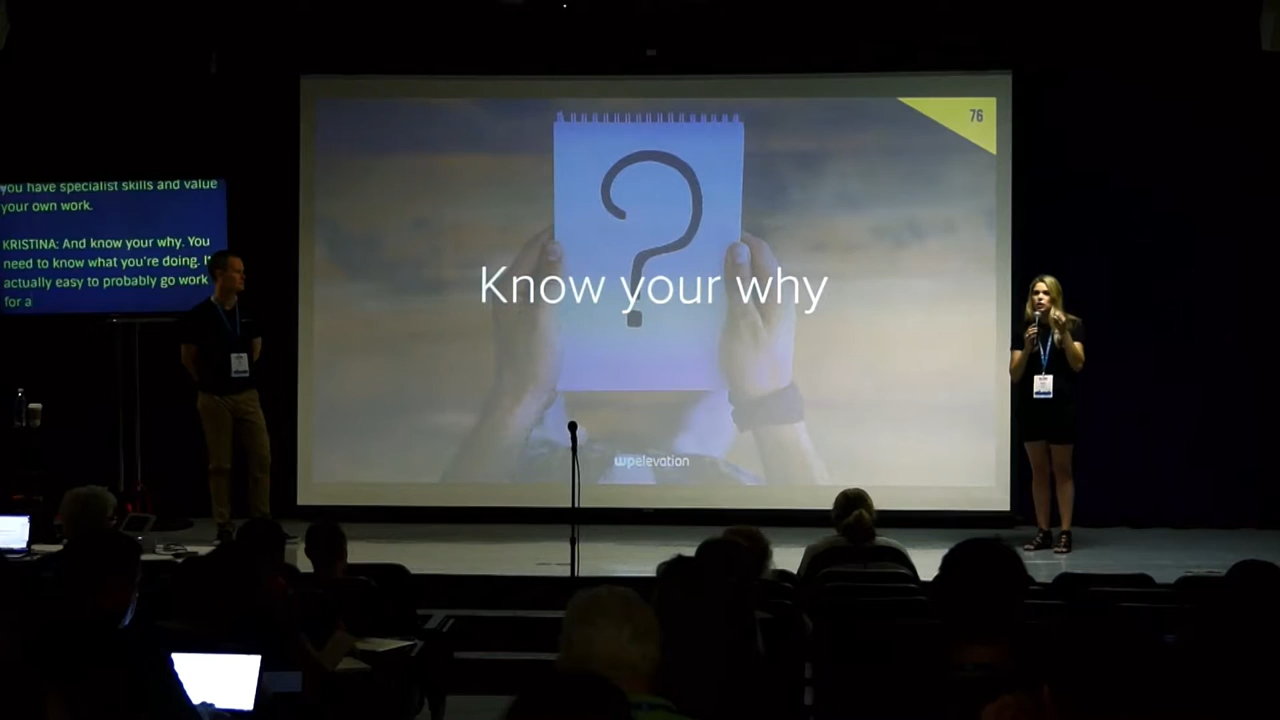 you have specialist skills and value
your own work.
KRISTINA: And know your why. You
need to know what you're doing.
actually easy to probably go work
for a
76
?
Know your why
wpelevation